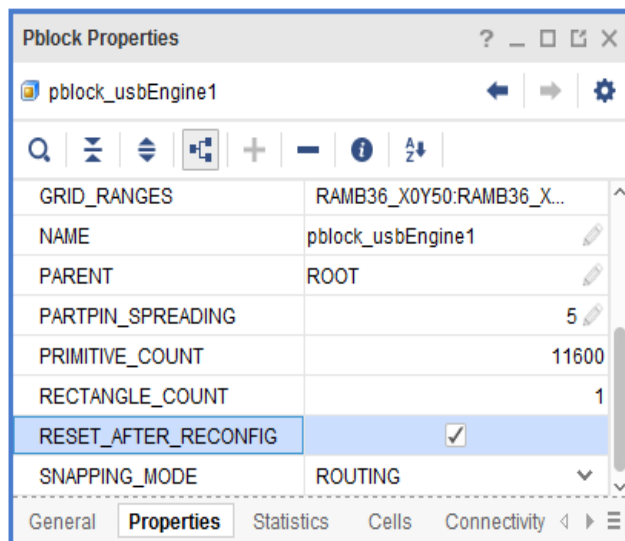 Pblock Properties
pblock_usbEngine1
GRID_RANGES RAMB36_X0Y50:RAMB36_X...
NAME pblock_usbEngine1
PARENT ROOT
PARTPIN_SPREADING 5
PRIMITIVE_COUNT 11600
RECTANGLE_COUNT 1
RESET_AFTER_RECONFIG
SNAPPING_MODE ROUTING
General Properties Statistics Cells Connectivity